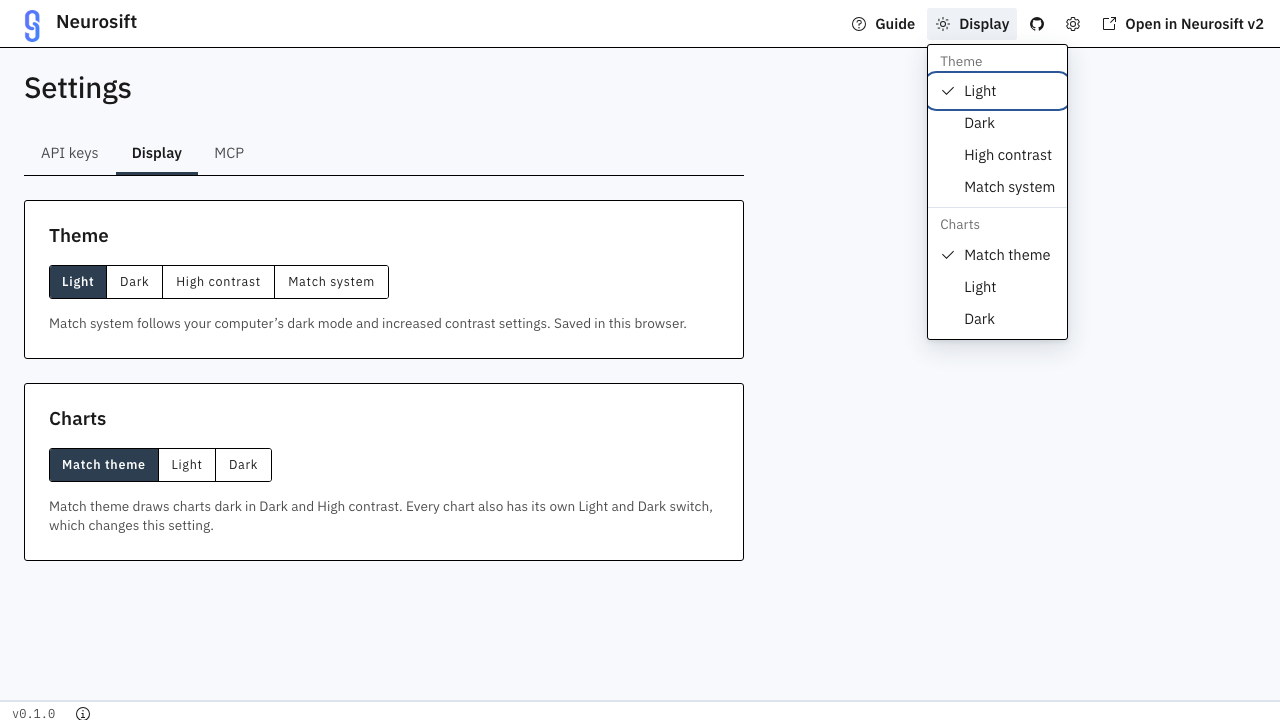 Neurosift
Guide
Display
Open in Neurosift v2
Settings
API keys
Display
MCP
Theme
Light
Dark
High contrast
Match system
Match system follows your computer’s dark mode and increased contrast settings. Saved in this browser.
Charts
Match theme
Light
Dark
Match theme draws charts dark in Dark and High contrast. Every chart also has its own Light and Dark switch,
which changes this setting.
Theme
Light
Dark
High contrast
Match system
Charts
Match theme
Light
Dark
v0.1.0